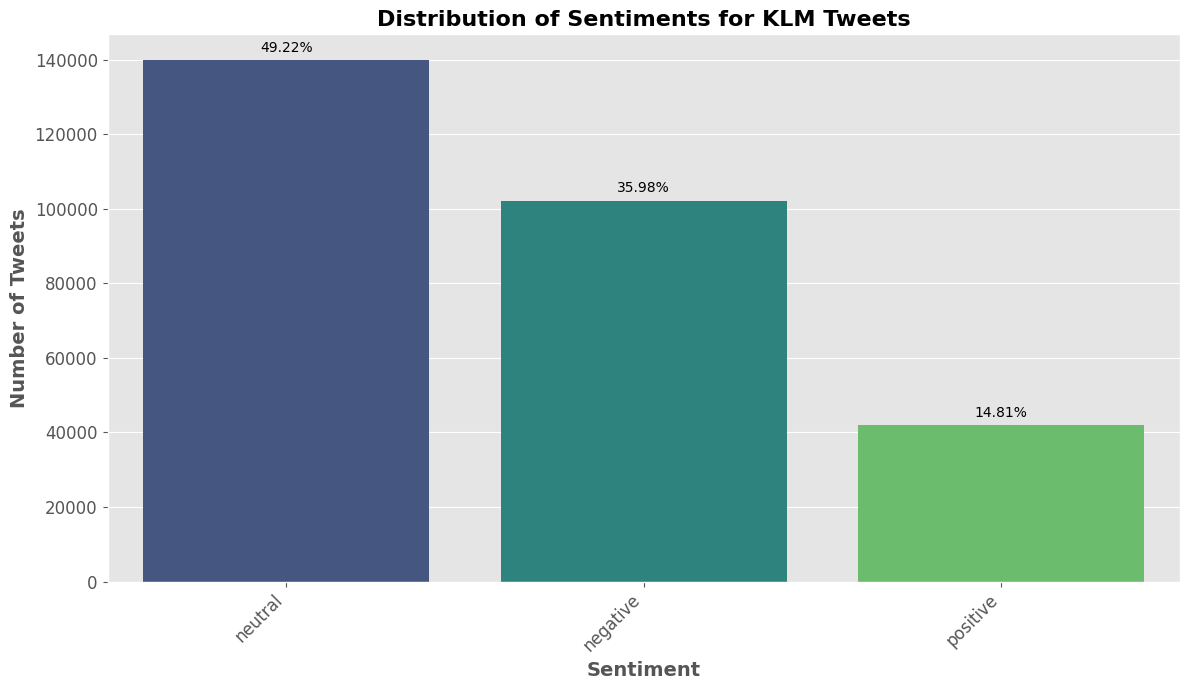 Distribution of Sentiments for KLM Tweets
Number of Tweets
140000
120000
100000
80000
60000
40000
20000
0
49.22%
35.98%
14.81%
neutral
negative
positive
Sentiment